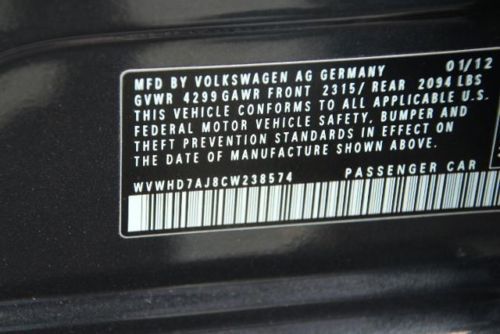 01/12
MFD BY VOLKSWAGEN AG GERMANY
GVWR 4299 GAWR FRONT 2315/ REAR 2094 LBS
THIS VEHICLE CONFORMS TO ALL APPLICABLE U.S.
FEDERAL MOTOR VEHICLE SAFETY, BUMPER AND
THEFT PREVENTION STANDARDS IN EFFECT ON
THE DATE OF MANUFACTURE SHOWN ABOVE.
WVWHD7AJ8CW238574 PASSENGER CAR